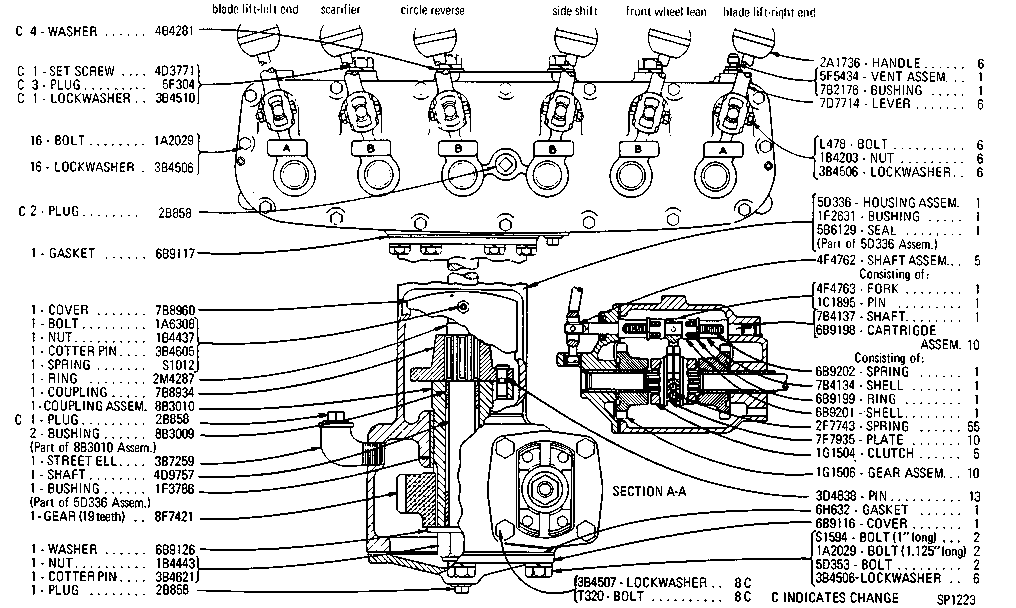 blade lift-left end scarifier circle reverse side shift front wheel lean blade lift-right end
C 4 - WASHER ...... 4B4281
C 1 - SET SCREW .... 4D3771
C 3 - PLUG ........ 5F304
C 1 - LOCKWASHER .. 3B4510
16 - BOLT ........ 1A2029
16 - LOCKWASHER .. 3B4506
C 2 - PLUG ........ 2B858
1 - GASKET ....... 6B9117
1 - COVER ........ 7B8960
1 - BOLT ......... 1A6308
1 - NUT .......... 1B4437
1 - COTTER PIN ... 3B4605
1 - SPRING ....... S1012
1 - RING ......... 2M4287
1 - COUPLING ..... 7B8934
1 - COUPLING ASSEM. 8B3010
C 1 - PLUG ......... 2B858
2 - BUSHING ...... 8B3009
(Part of 8B3010 Assem.)
1 - STREET ELL .... 3B7259
1 - SHAFT ........ 4D9757
1 - BUSHING ...... 1F3786
(Part of 5D336 Assem.)
1 - GEAR (19 teeth) .. 8F7421
1 - WASHER ....... 6B9126
1 - NUT .......... 1B4443
1 - COTTER PIN .... 3B4621
1 - PLUG ......... 2B858
A B B B B A
2A1736 - HANDLE ...... 6
5F5434 - VENT ASSEM. .. 1
7B2176 - BUSHING ..... 1
7D7714 - LEVER ....... 6
L478 - BOLT ........ 6
1B4203 - NUT ......... 6
3B4506 - LOCKWASHER .. 6
5D336 - HOUSING ASSEM. 1
1F2631 - BUSHING ..... 1
5B6129 - SEAL ........ 1
(Part of 5D336 Assem.)
4F4762 - SHAFT ASSEM. .. 5
Consisting of:
4F4763 - FORK ........ 1
1C1895 - PIN ......... 1
7B4137 - SHAFT ....... 1
6B9198 - CARTRIGDE
ASSEM. 10
Consisting of:
6B9202 - SPRING ...... 1
7B4134 - SHELL ....... 1
6B9199 - RING ........ 1
6B9201 - SHELL ....... 1
2F7743 - SPRING ...... 55
7F7935 - PLATE ....... 10
1G1504 - CLUTCH ...... 5
1G1506 - GEAR ASSEM. .. 10
3D4838 - PIN ......... 13
6H632 - GASKET ...... 1
6B9116 - COVER ....... 1
S1594 - BOLT (1" long) ... 2
1A2029 - BOLT (1.125" long) 2
5D353 - BOLT ........ 2
3B4506 - LOCKWASHER .. 6
SECTION A-A
3B4507 - LOCKWASHER .. 8 C
T320 - BOLT ........ 8 C
C INDICATES CHANGE SP1223